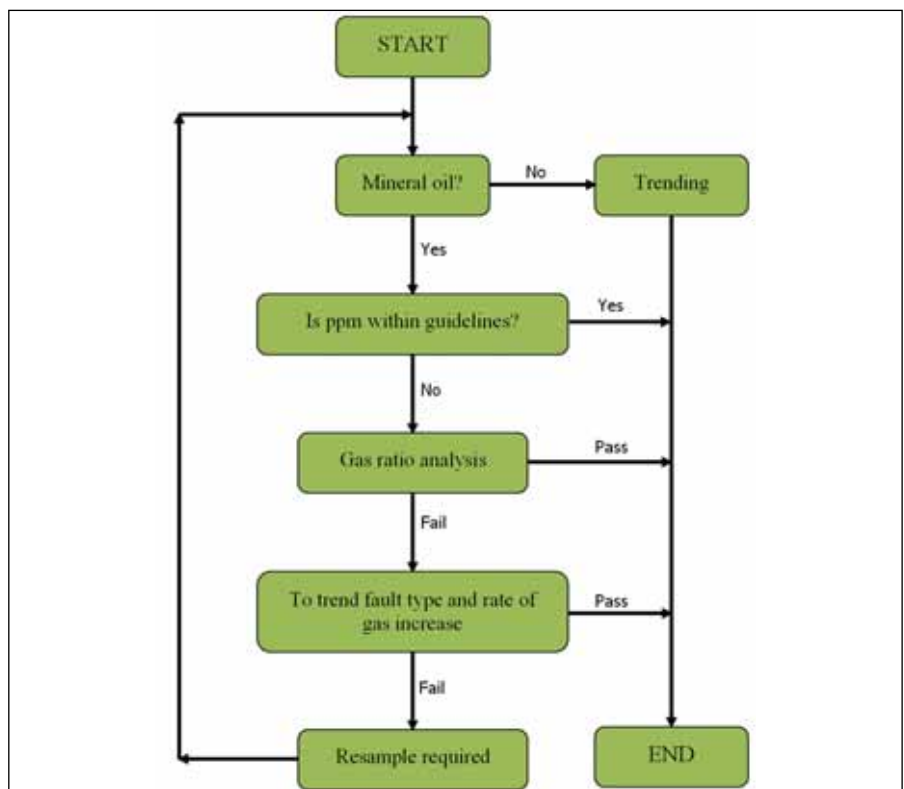 START
Mineral oil?
No
Trending
Yes
Is ppm within guidelines?
Yes
No
Gas ratio analysis
Pass
Fail
To trend fault type and rate of
gas increase
Pass
Fail
Resample required
END